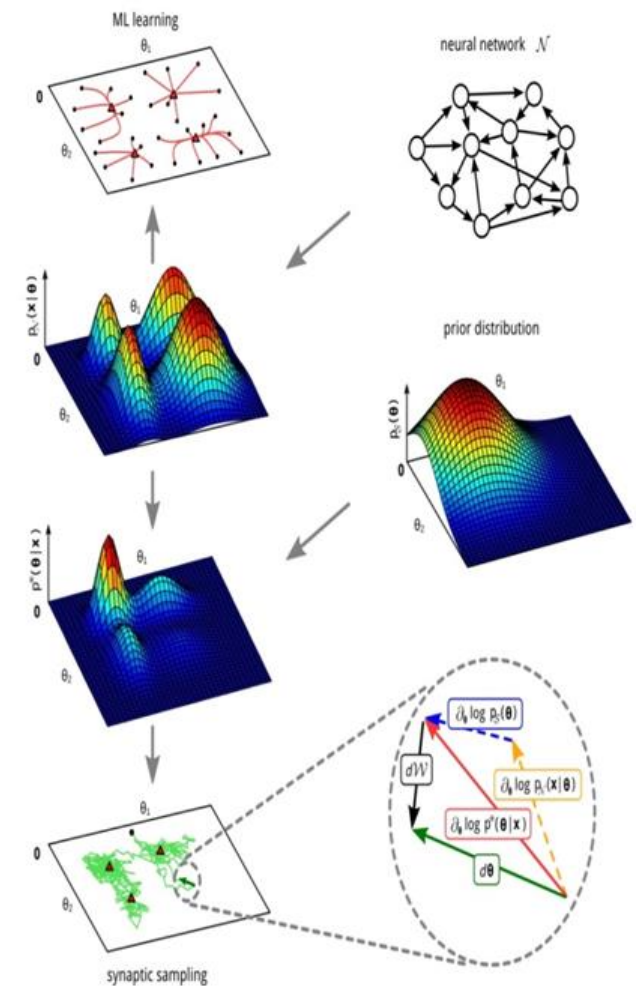 ML learning
θ₁
0
θ₂
neural network 𝒩
p𝒩(x|θ)
θ₁
0
θ₂
prior distribution
p𝒮(θ)
θ₁
0
θ₂
p*(θ|x)
θ₁
0
θ₂
θ₁
0
θ₂
synaptic sampling
∂θ log p𝒮(θ)
d𝒲
∂θ log p𝒩(x|θ)
∂θ log p*(θ|x)
dθ